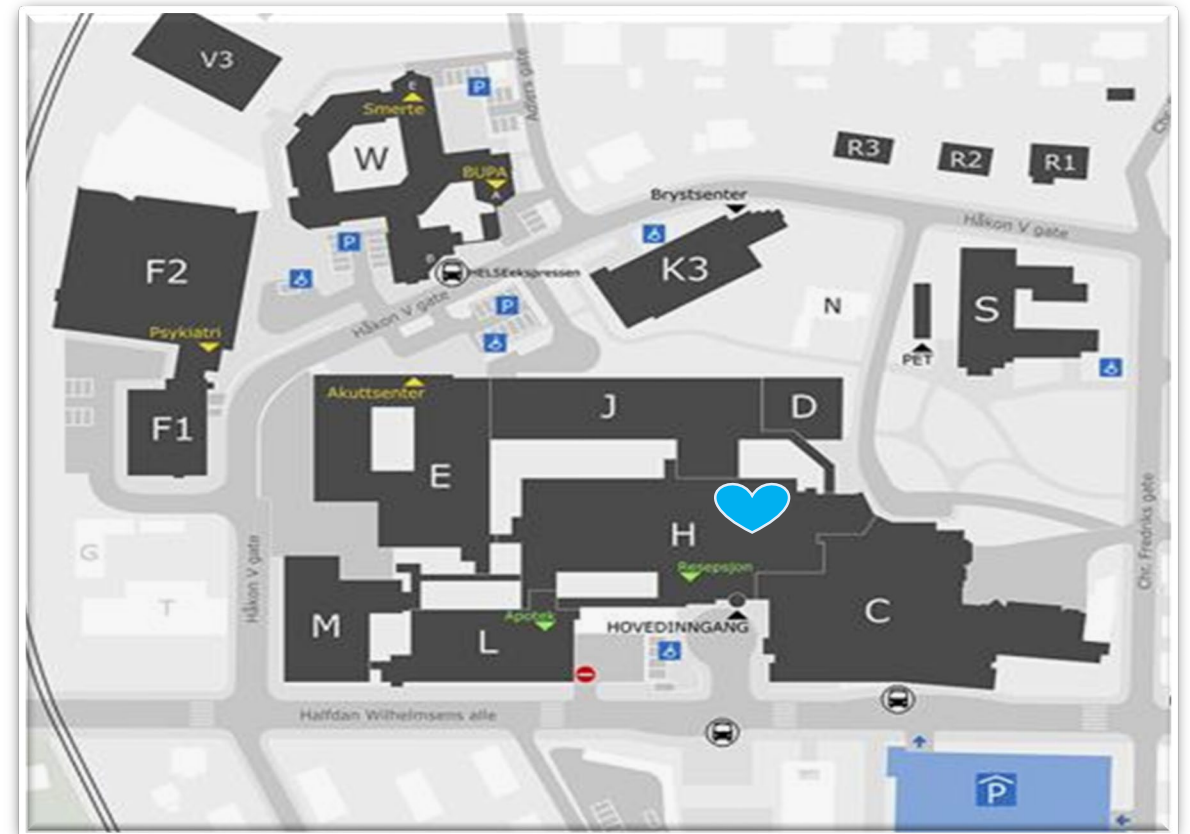 V3
E
Smerte
P
Adlers gate
W
BUPA
A
R3
R2
R1
Brystsenter
Håkon V gate
P
B
HELSEekspressen
F2
K3
N
S
P
Håkon V gate
Psykiatri
PET
Akuttsenter
J
D
F1
E
H
Resepsjon
G
T
Håkon V gate
Chr. Fredriks gate
M
Apotek
L
HOVEDINNGANG
C
Halfdan Wilhelmsens alle
P